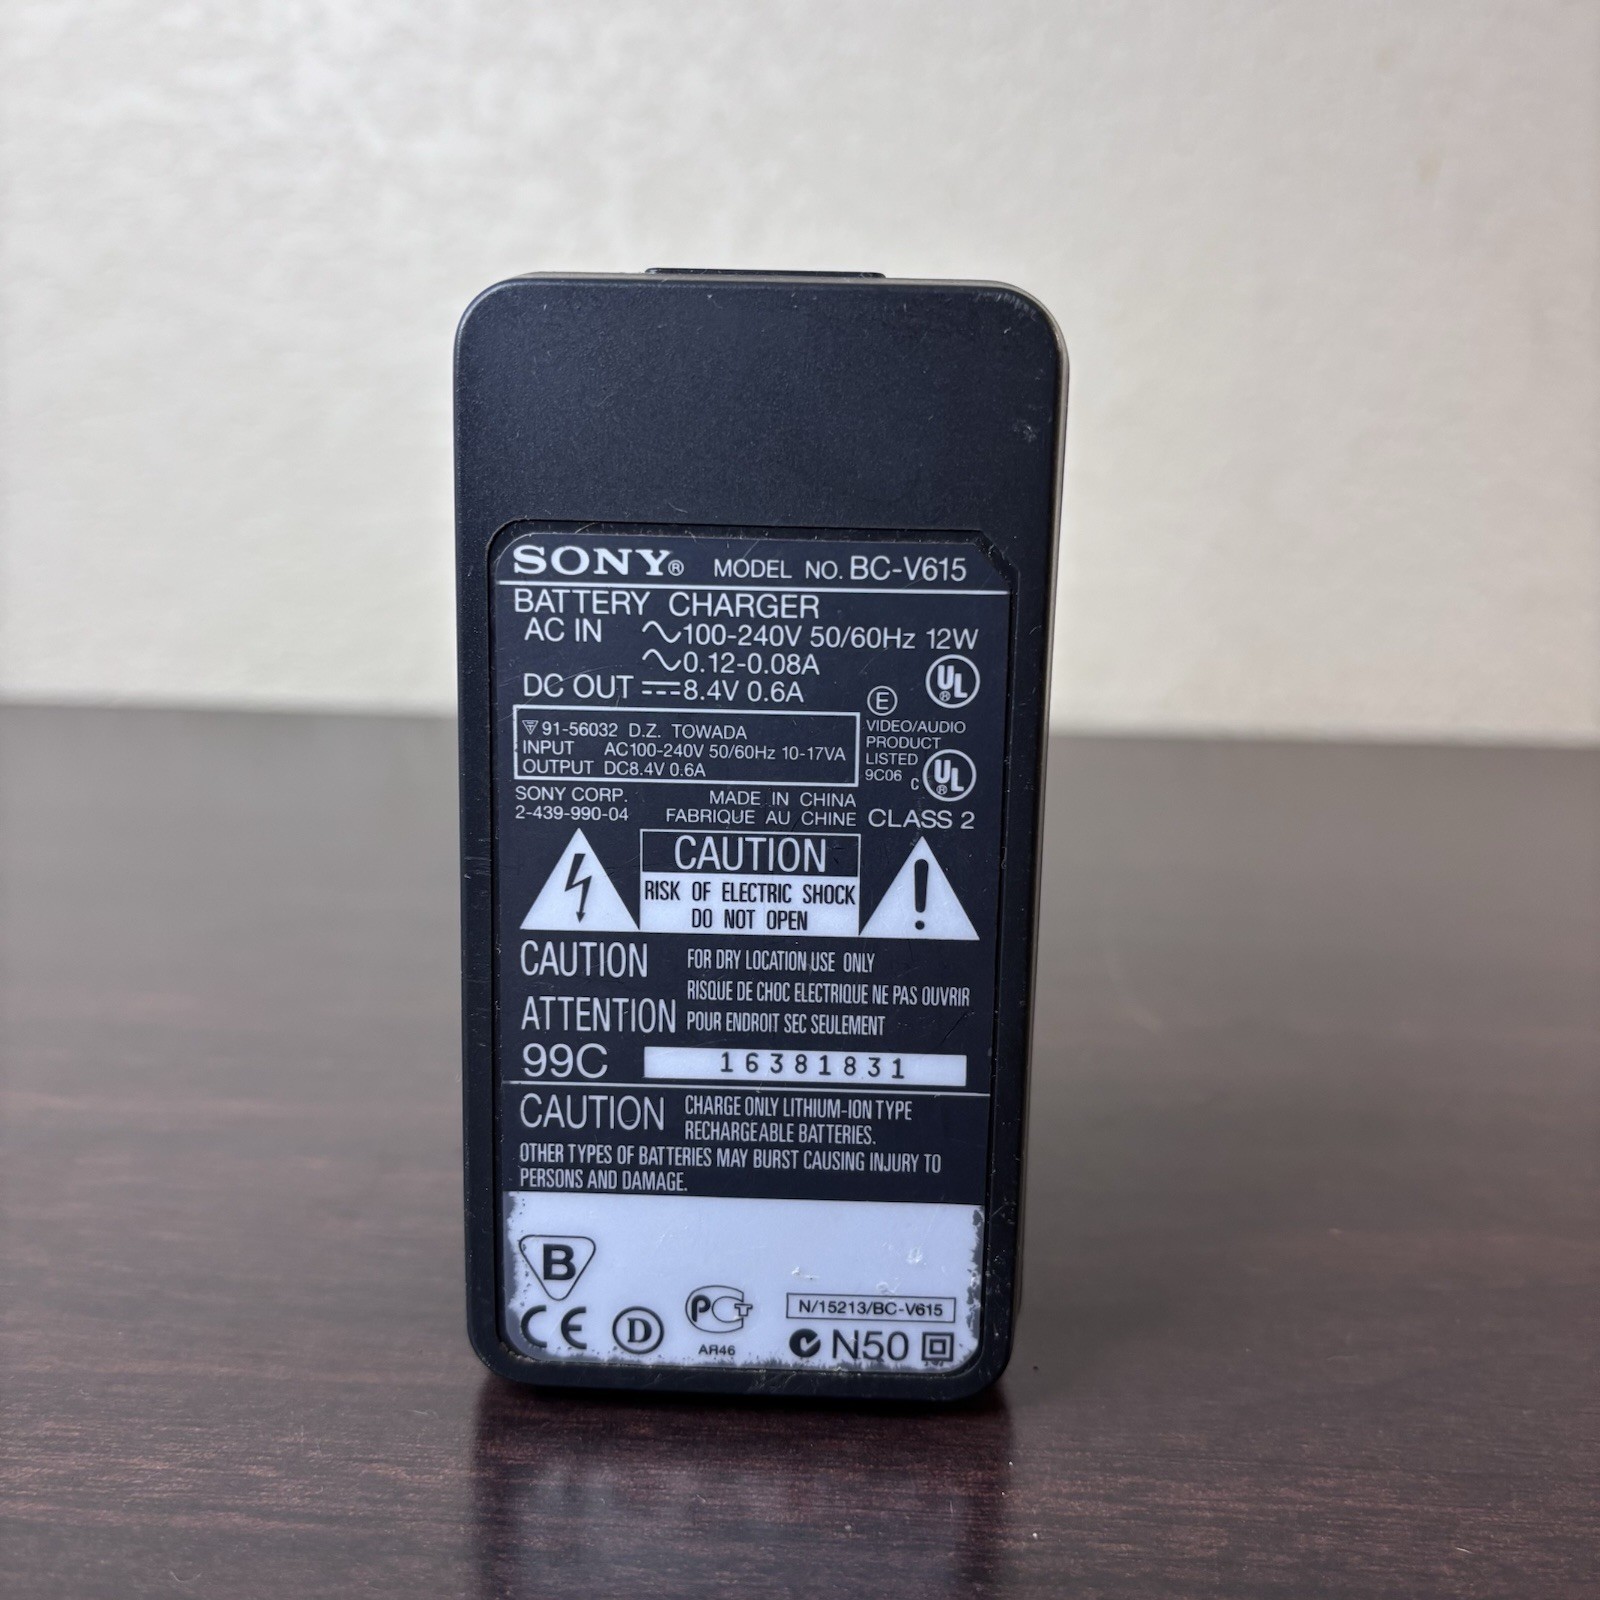 SONY® MODEL NO. BC-V615
BATTERY CHARGER
AC IN ~100-240V 50/60Hz 12W
~0.12-0.08A
DC OUT ⎓8.4V 0.6A
UL®
E
91-56032 D.Z. TOWADA
INPUT AC100-240V 50/60Hz 10-17VA
OUTPUT DC8.4V 0.6A
VIDEO/AUDIO
PRODUCT
LISTED
9C06 C UL®
SONY CORP. MADE IN CHINA
2-439-990-04 FABRIQUE AU CHINE CLASS 2
CAUTION
RISK OF ELECTRIC SHOCK
DO NOT OPEN
CAUTION FOR DRY LOCATION USE ONLY
RISQUE DE CHOC ELECTRIQUE NE PAS OUVRIR
ATTENTION POUR ENDROIT SEC SEULEMENT
99C 16381831
CAUTION CHARGE ONLY LITHIUM-ION TYPE
RECHARGEABLE BATTERIES.
OTHER TYPES OF BATTERIES MAY BURST CAUSING INJURY TO
PERSONS AND DAMAGE.
B
CE D PCT N/15213/BC-V615
AR46 N50